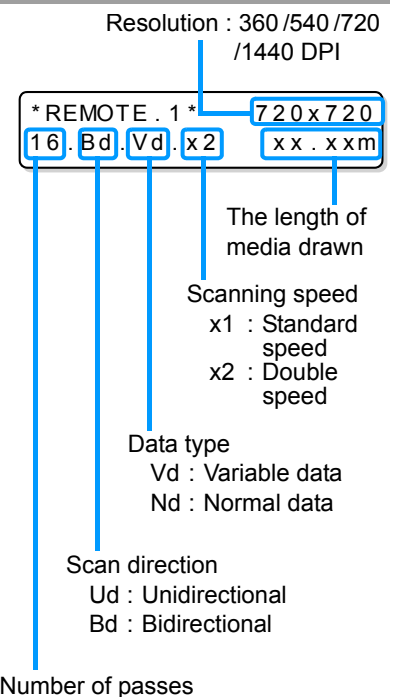 Resolution : 360 /540 /720
/1440 DPI
*REMOTE.1* 720x720
16.Bd.Vd.x2 xx.xxm
The length of
media drawn
Scanning speed
x1 : Standard
speed
x2 : Double
speed
Data type
Vd : Variable data
Nd : Normal data
Scan direction
Ud : Unidirectional
Bd : Bidirectional
Number of passes